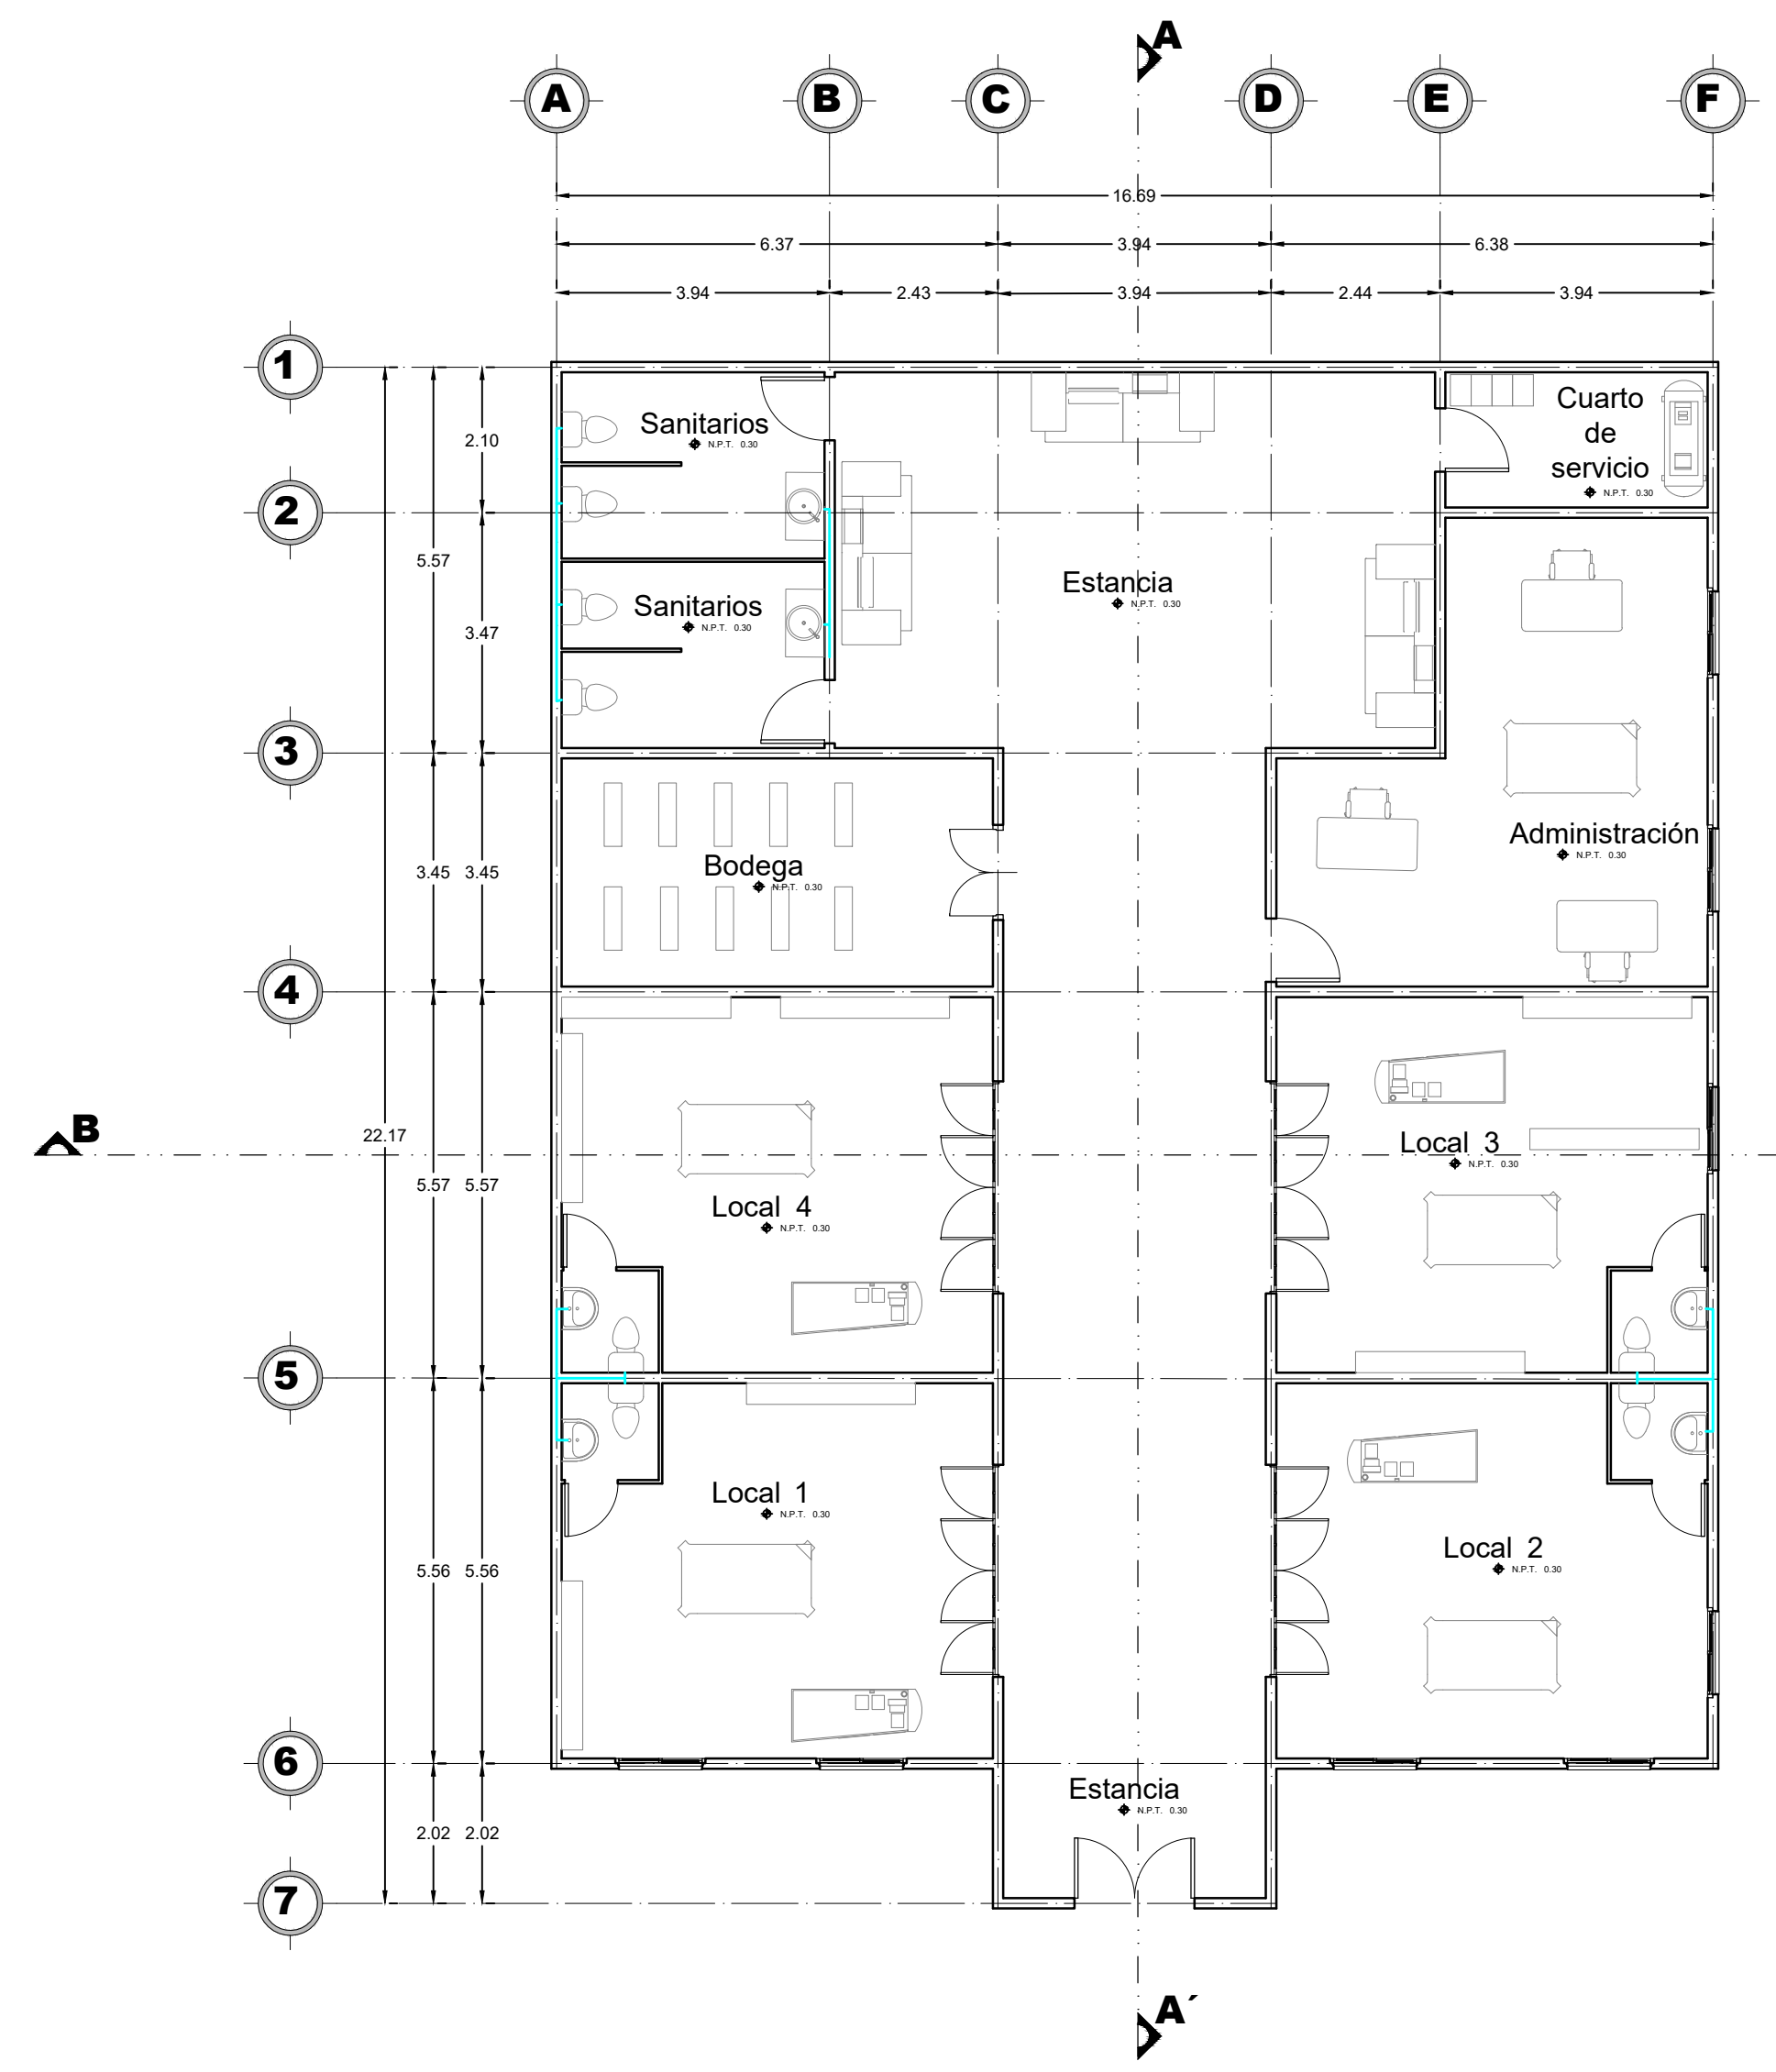 A
A B C D E F
16.69
6.37 3.94 6.38
3.94 2.43 3.94 2.44 3.94
1
Sanitarios
N.P.T. 0.30
Cuarto
de
servicio
N.P.T. 0.30
2.10
2
5.57
Estancia
N.P.T. 0.30
Sanitarios
N.P.T. 0.30
3.47
3
Administración
N.P.T. 0.30
3.45 3.45
Bodega
N.P.T. 0.30
4
B
22.17
Local 3
N.P.T. 0.30
5.57 5.57
Local 4
N.P.T. 0.30
5
Local 1
N.P.T. 0.30
Local 2
N.P.T. 0.30
5.56 5.56
6
Estancia
N.P.T. 0.30
2.02 2.02
7
A´